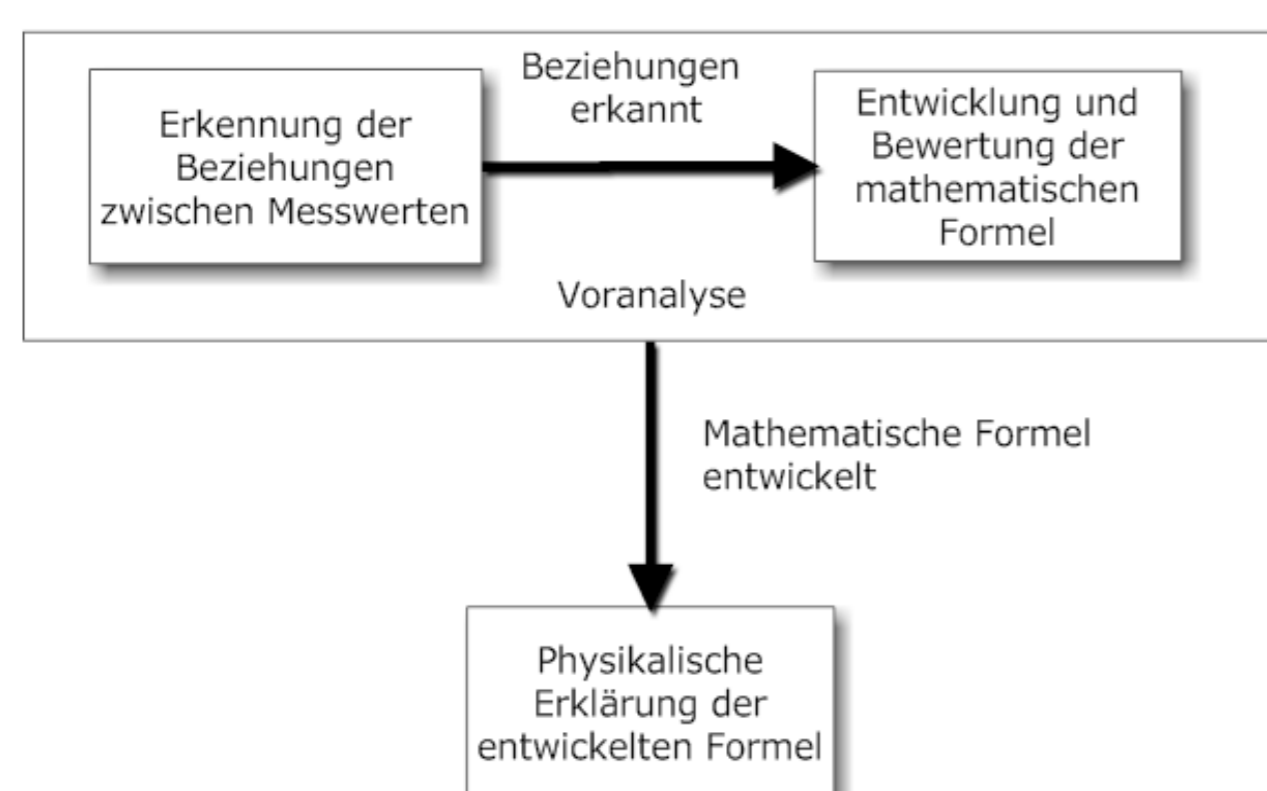 Erkennung der
Beziehungen
zwischen Messwerten
Beziehungen
erkannt
Entwicklung und
Bewertung der
mathematischen
Formel
Voranalyse
Mathematische Formel
entwickelt
Physikalische
Erklärung der
entwickelten Formel